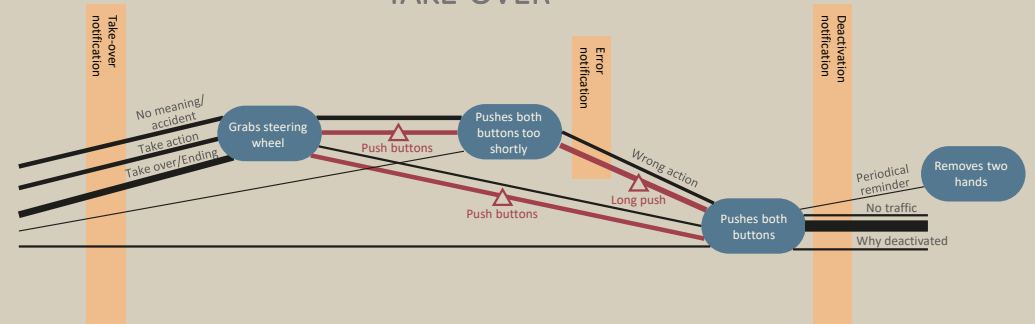 TAKE-OVER
Take-over
notification
Error
notification
Deactivation
notification
No meaning/
accident
Take action
Take over/Ending
Grabs steering
wheel
Push buttons
Pushes both
buttons too
shortly
Push buttons
Wrong action
Long push
Pushes both
buttons
Periodical
reminder
No traffic
Why deactivated
Removes two
hands